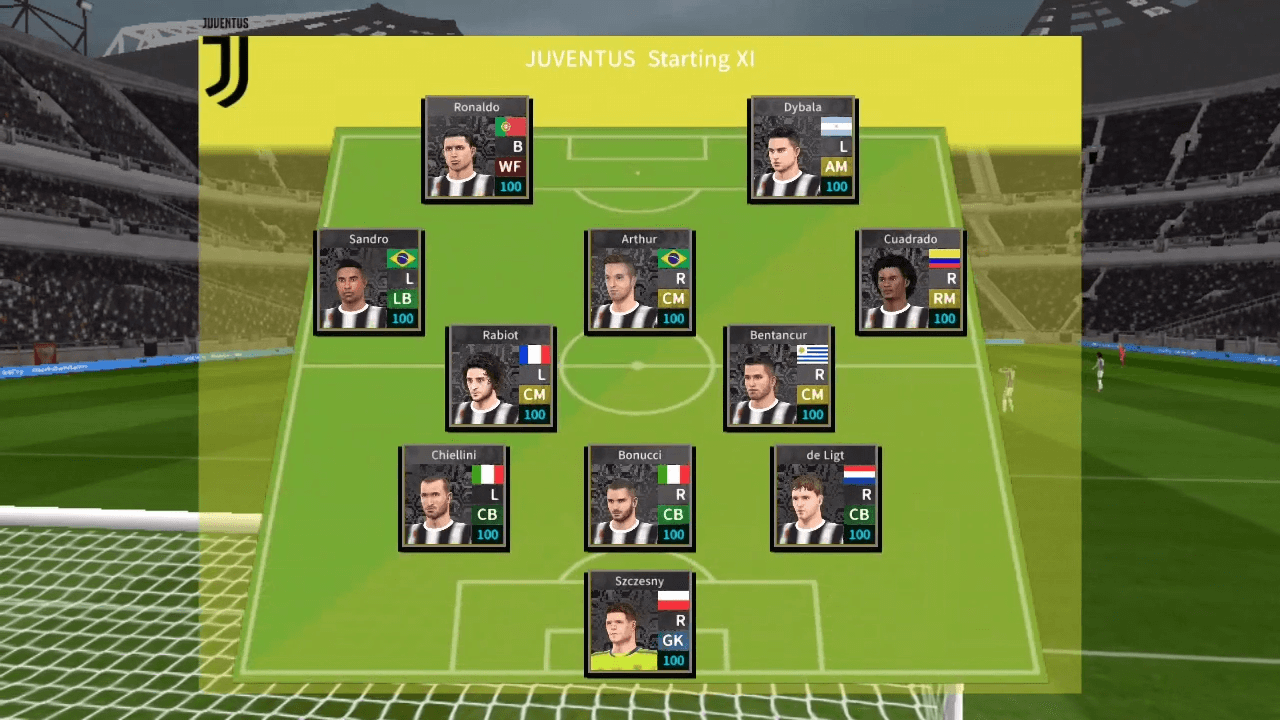 JUVENTUS
JUVENTUS Starting XI
Ronaldo
B
WF
100
Dybala
L
AM
100
Sandro
L
LB
100
Arthur
R
CM
100
Cuadrado
R
RM
100
Rabiot
L
CM
100
Bentancur
R
CM
100
Chiellini
L
CB
100
Bonucci
R
CB
100
de Ligt
R
CB
100
Szczesny
R
GK
100